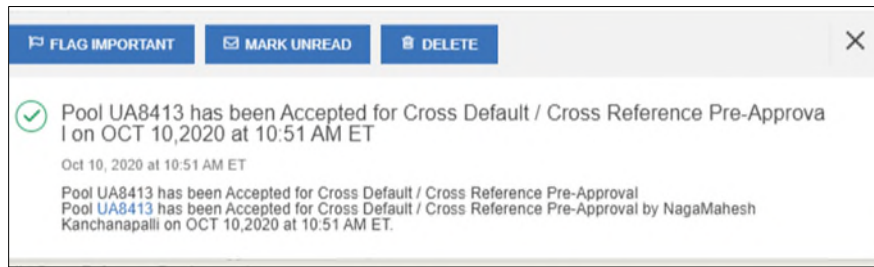 FLAG IMPORTANT MARK UNREAD DELETE
Pool UA8413 has been Accepted for Cross Default / Cross Reference Pre-Approva
l on OCT 10,2020 at 10:51 AM ET
Oct 10, 2020 at 10:51 AM ET
Pool UA8413 has been Accepted for Cross Default / Cross Reference Pre-Approval
Pool UA8413 has been Accepted for Cross Default / Cross Reference Pre-Approval by NagaMahesh
Kanchanapalli on OCT 10,2020 at 10:51 AM ET.